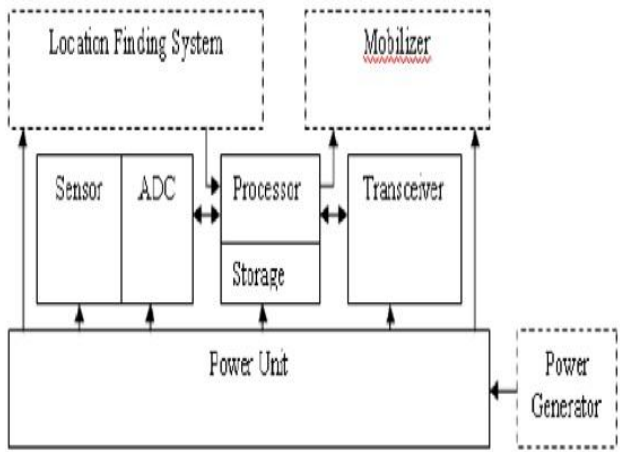 Location Finding System
Mobilizer
Sensor
ADC
Processor
Transceiver
Storage
Power Unit
Power
Generator